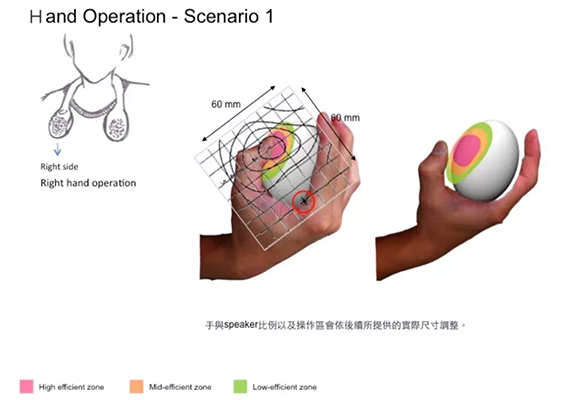 Hand Operation - Scenario 1
60 mm
60 mm
Right side
Right hand operation
手與speaker比例以及操作區會依後續所提供的實際尺寸調整。
High efficient zone
Mid-efficient zone
Low-efficient zone